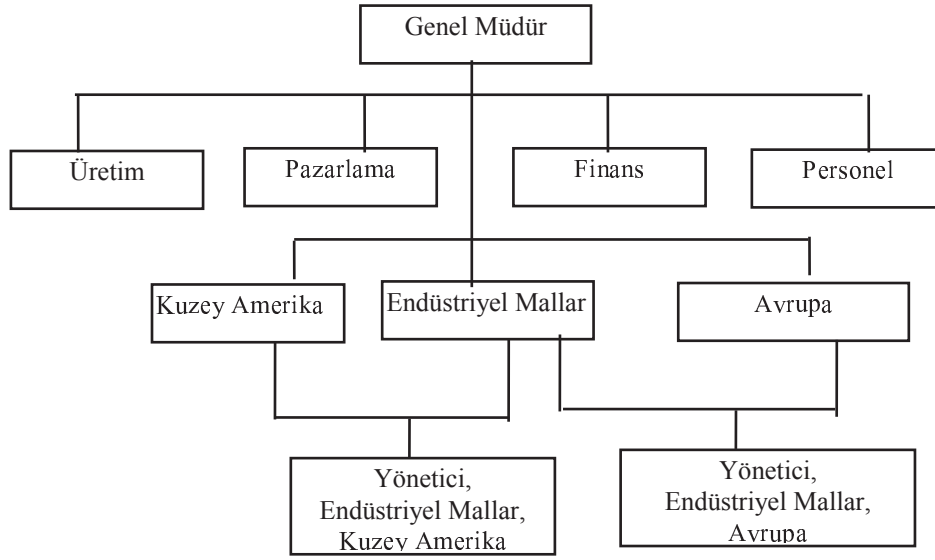 Genel Müdür
Üretim
Pazarlama
Finans
Personel
Kuzey Amerika
Endüstriyel Mallar
Avrupa
Yönetici,
Endüstriyel Mallar,
Kuzey Amerika
Yönetici,
Endüstriyel Mallar,
Avrupa